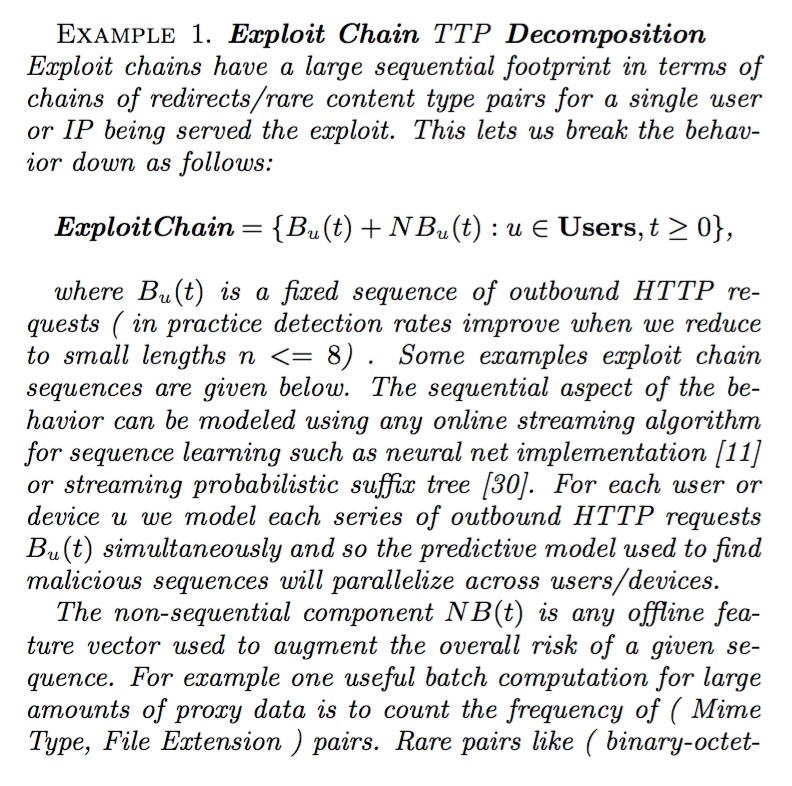 EXAMPLE 1. Exploit Chain TTP Decomposition
Exploit chains have a large sequential footprint in terms of
chains of redirects/rare content type pairs for a single user
or IP being served the exploit. This lets us break the behav-
ior down as follows:
ExploitChain = {B_u(t) + NB_u(t) : u ∈ Users, t ≥ 0},
where B_u(t) is a fixed sequence of outbound HTTP re-
quests ( in practice detection rates improve when we reduce
to small lengths n <= 8) . Some examples exploit chain
sequences are given below. The sequential aspect of the be-
havior can be modeled using any online streaming algorithm
for sequence learning such as neural net implementation [11]
or streaming probabilistic suffix tree [30]. For each user or
device u we model each series of outbound HTTP requests
B_u(t) simultaneously and so the predictive model used to find
malicious sequences will parallelize across users/devices.
The non-sequential component NB(t) is any offline fea-
ture vector used to augment the overall risk of a given se-
quence. For example one useful batch computation for large
amounts of proxy data is to count the frequency of ( Mime
Type, File Extension ) pairs. Rare pairs like ( binary-octet-